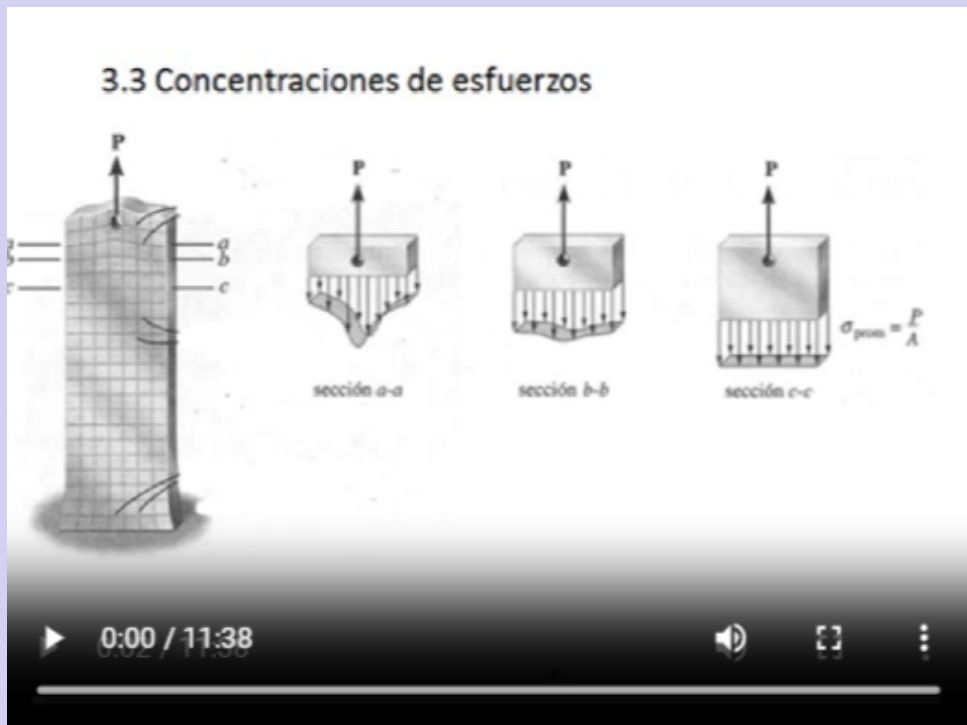 3.3 Concentraciones de esfuerzos
P
P
P
P
a
b
c
a
b
c
σprom = P/A
sección a-a
sección b-b
sección c-c
0:00 / 11:38